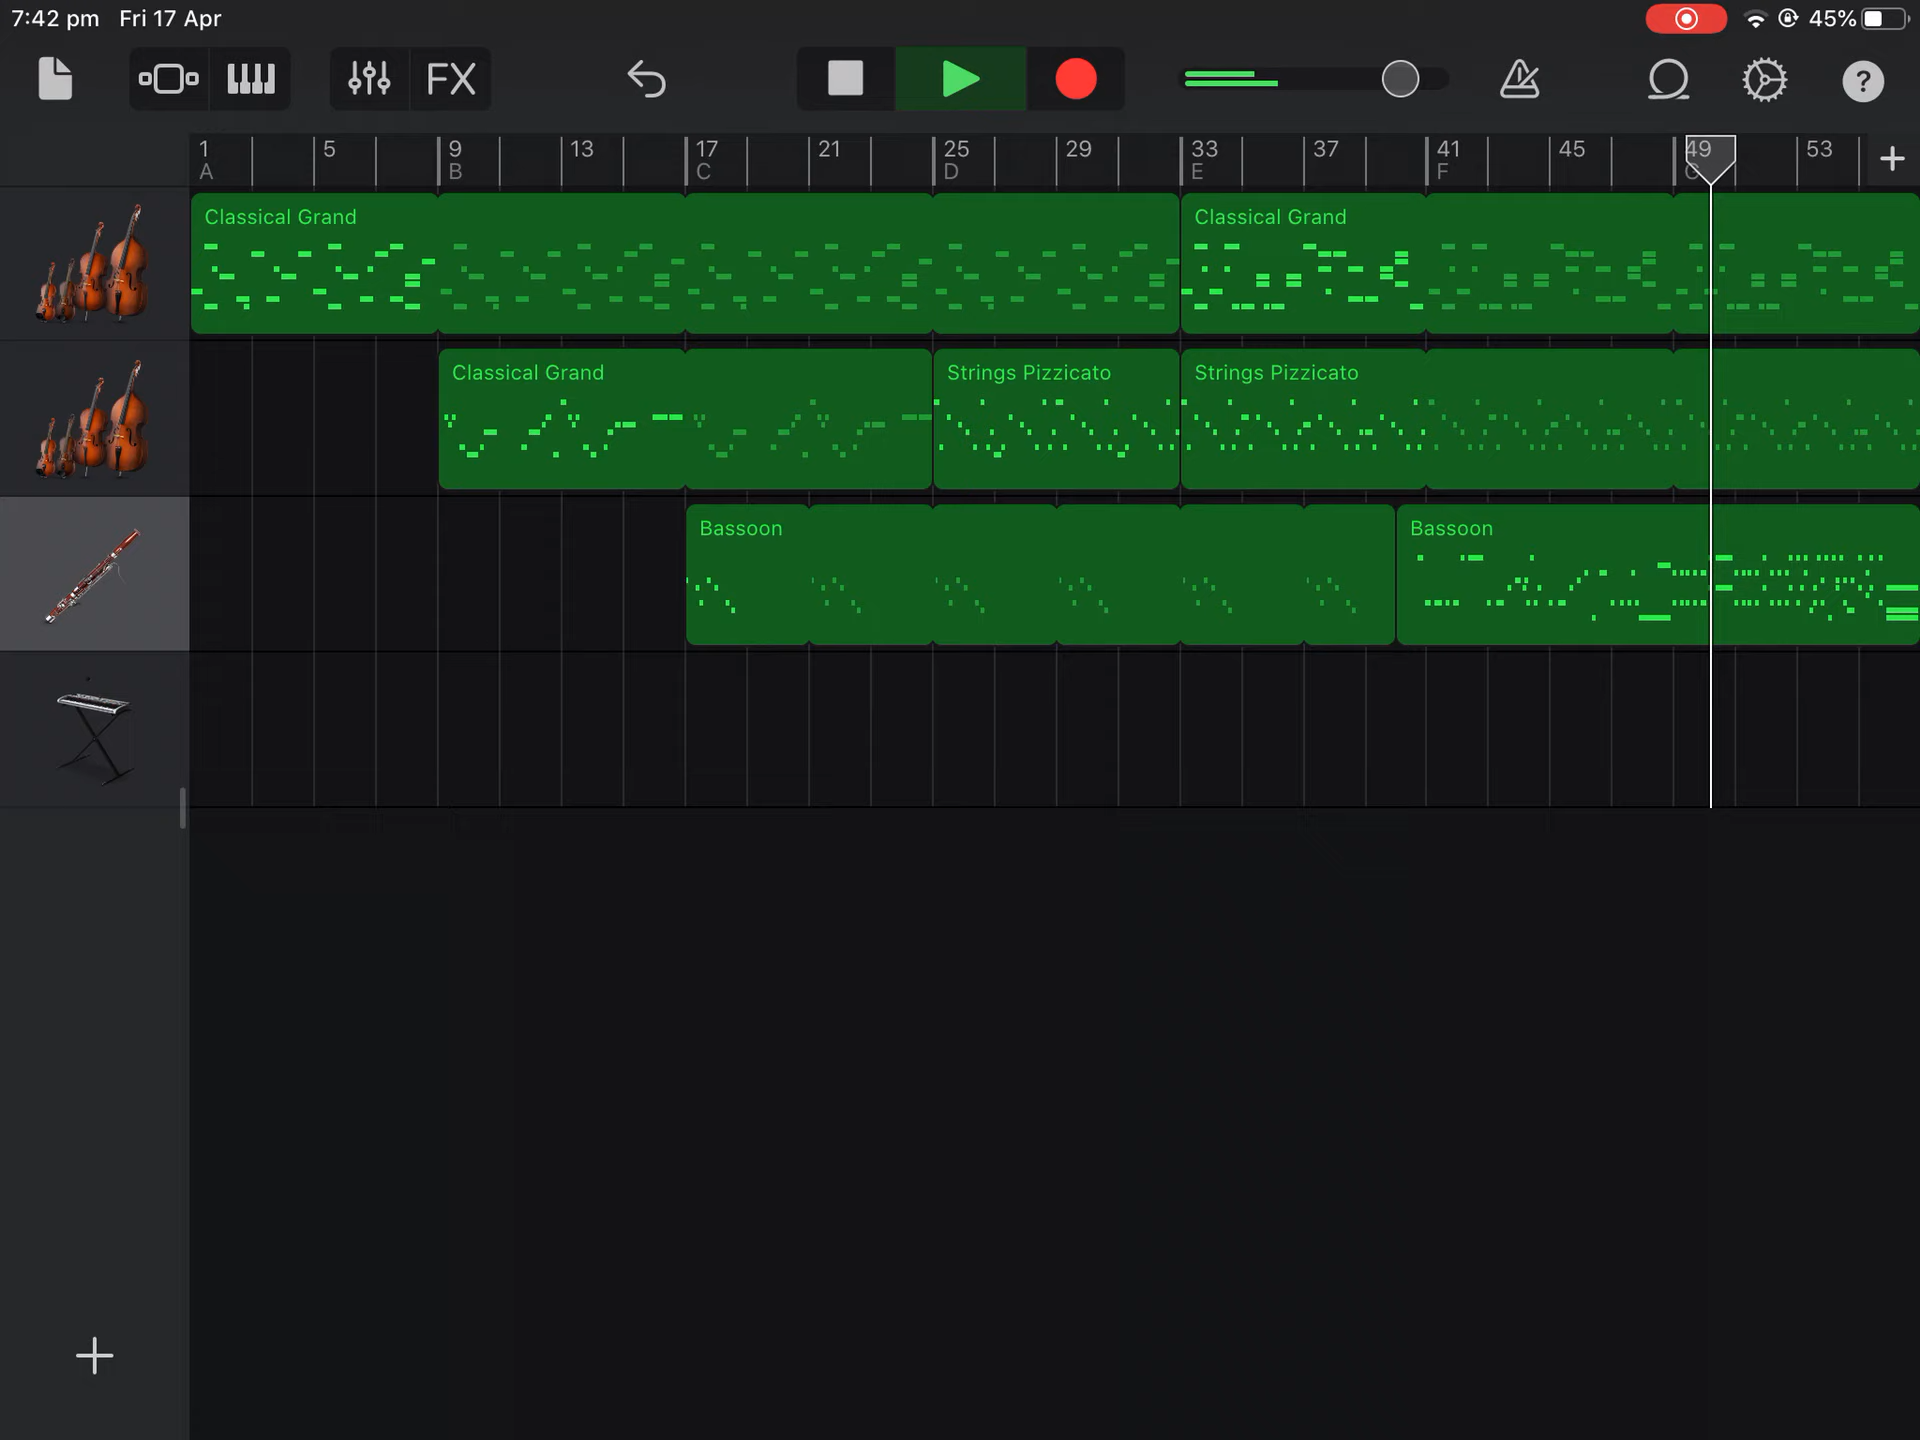 7:42 pm Fri 17 Apr 45%
FX ?
1 5 9 13 17 21 25 29 33 37 41 45 49 53
A B C D E F G
Classical Grand Classical Grand
Classical Grand Strings Pizzicato Strings Pizzicato
Bassoon Bassoon